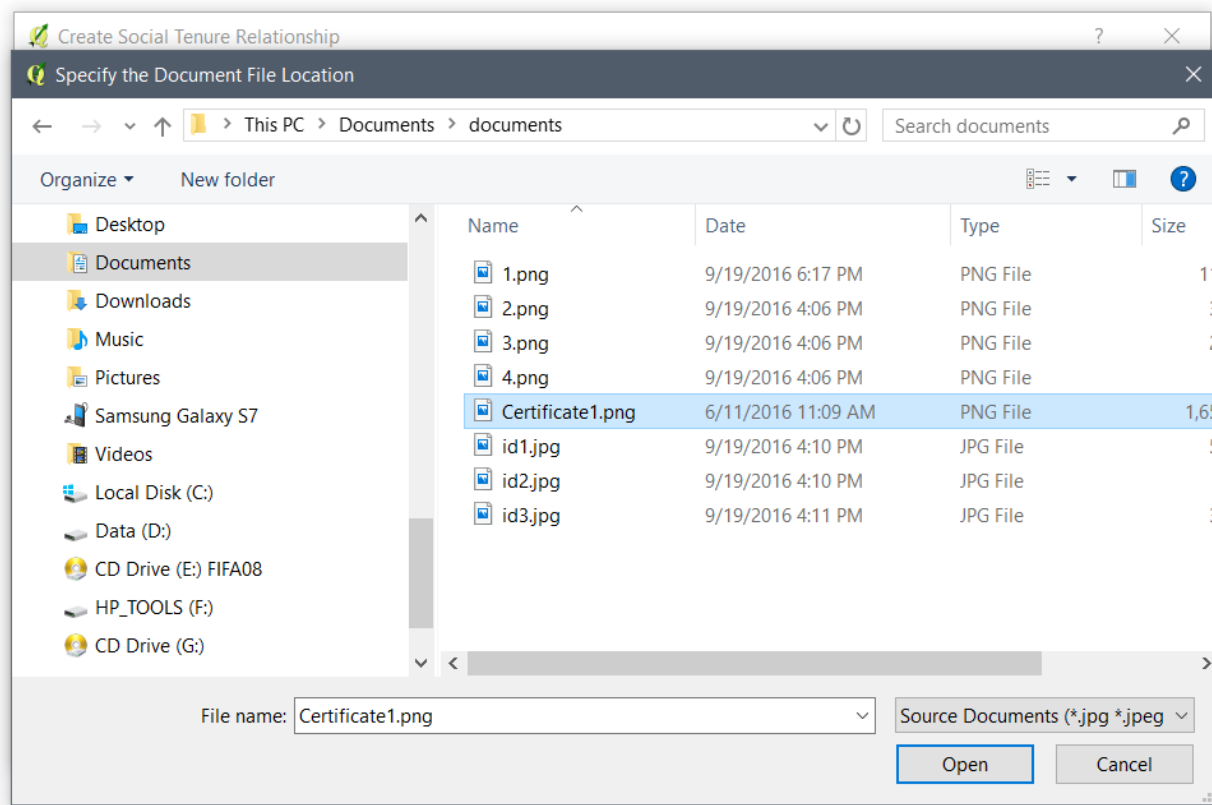 Create Social Tenure Relationship ?
Specify the Document File Location
This PC > Documents > documents
Search documents
Organize New folder ?
Name Date Type Size
Desktop
Documents
Downloads
Music
Pictures
Samsung Galaxy S7
Videos
Local Disk (C:)
Data (D:)
CD Drive (E:) FIFA08
HP_TOOLS (F:)
CD Drive (G:)
1.png 9/19/2016 6:17 PM PNG File
2.png 9/19/2016 4:06 PM PNG File
3.png 9/19/2016 4:06 PM PNG File
4.png 9/19/2016 4:06 PM PNG File
Certificate1.png 6/11/2016 11:09 AM PNG File
id1.jpg 9/19/2016 4:10 PM JPG File
id2.jpg 9/19/2016 4:10 PM JPG File
id3.jpg 9/19/2016 4:11 PM JPG File
File name: Certificate1.png Source Documents (*.jpg *.jpeg
Open Cancel